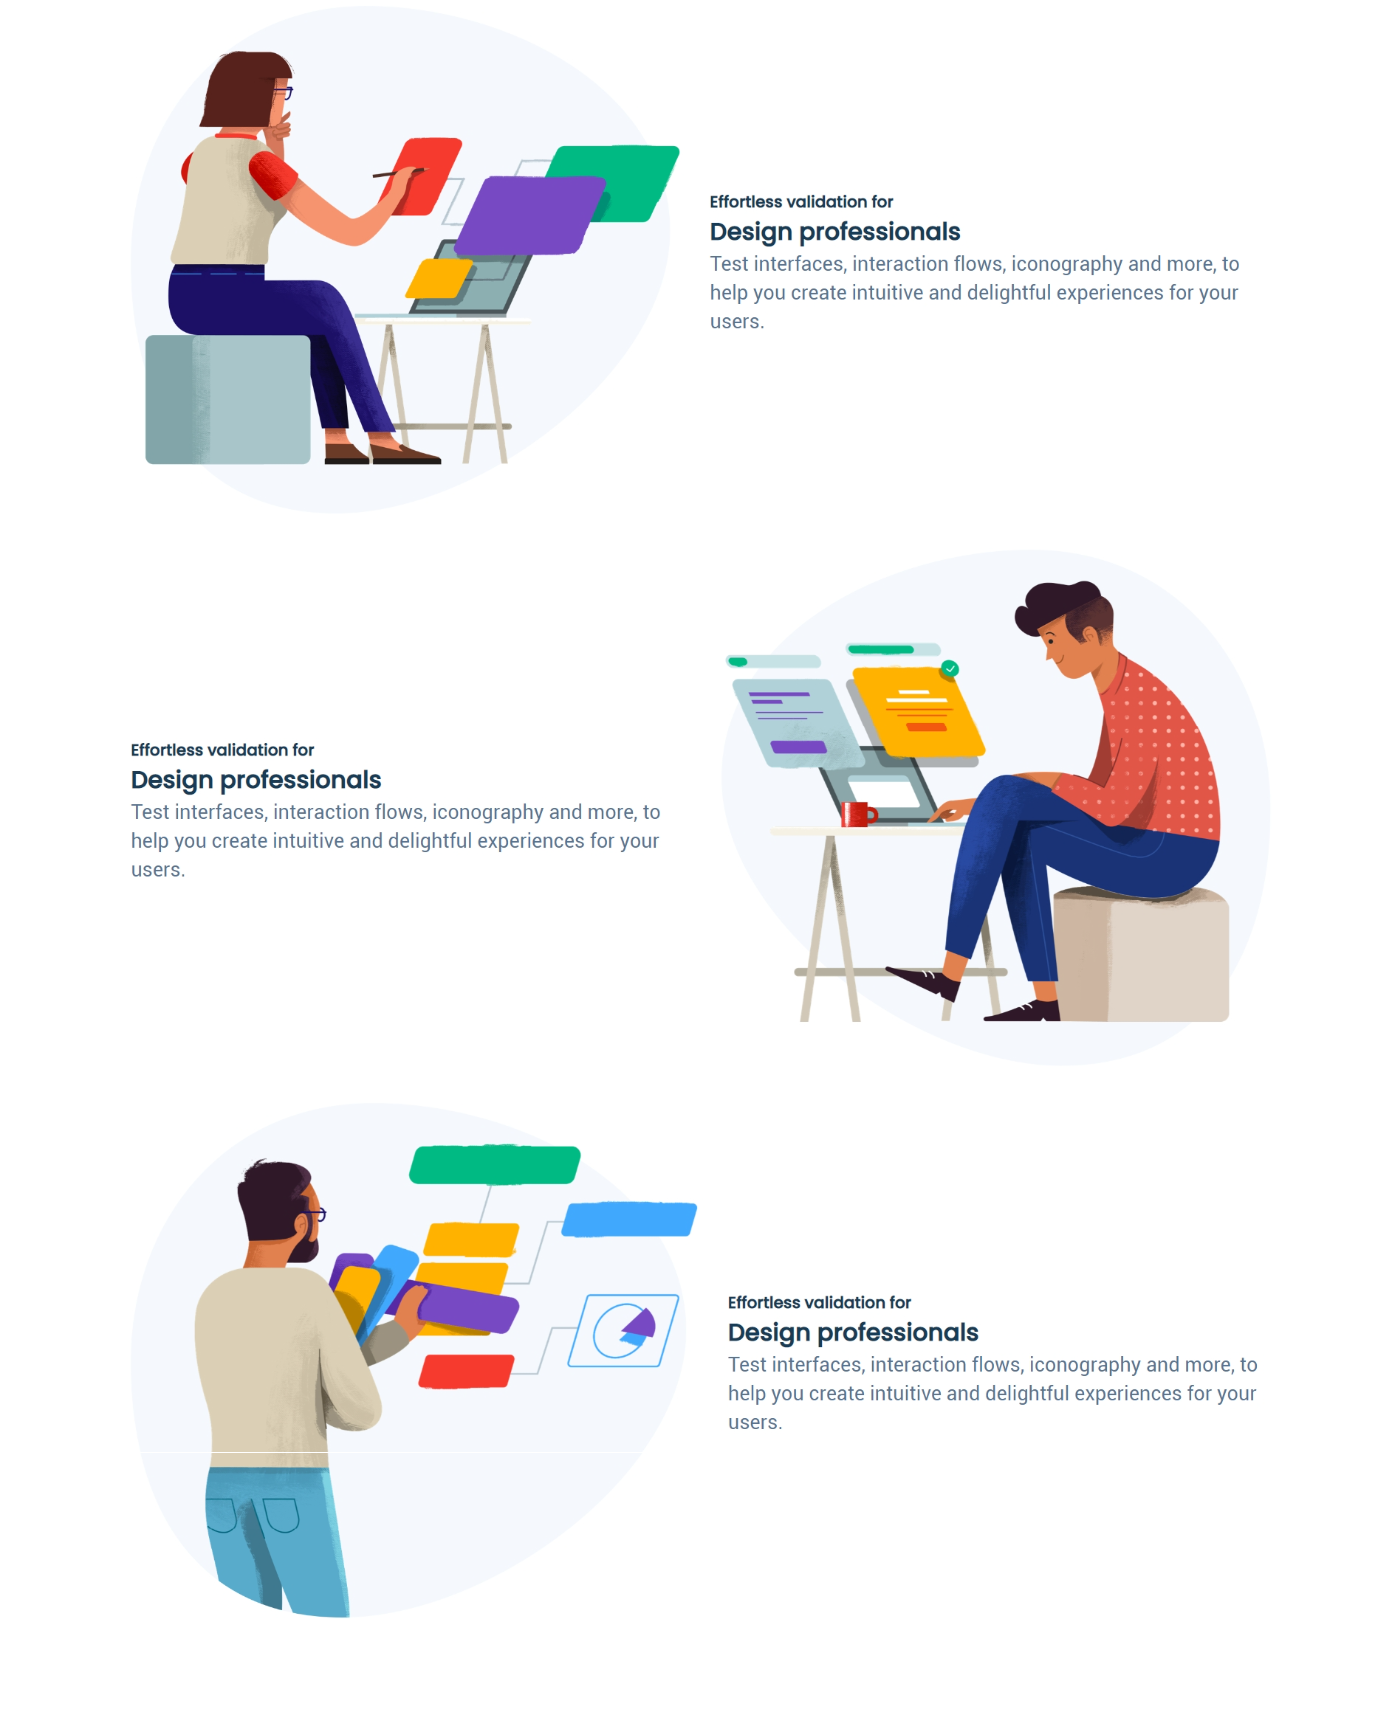 Effortless validation for
Design professionals
Test interfaces, interaction flows, iconography and more, to
help you create intuitive and delightful experiences for your
users.
Effortless validation for
Design professionals
Test interfaces, interaction flows, iconography and more, to
help you create intuitive and delightful experiences for your
users.
Effortless validation for
Design professionals
Test interfaces, interaction flows, iconography and more, to
help you create intuitive and delightful experiences for your
users.